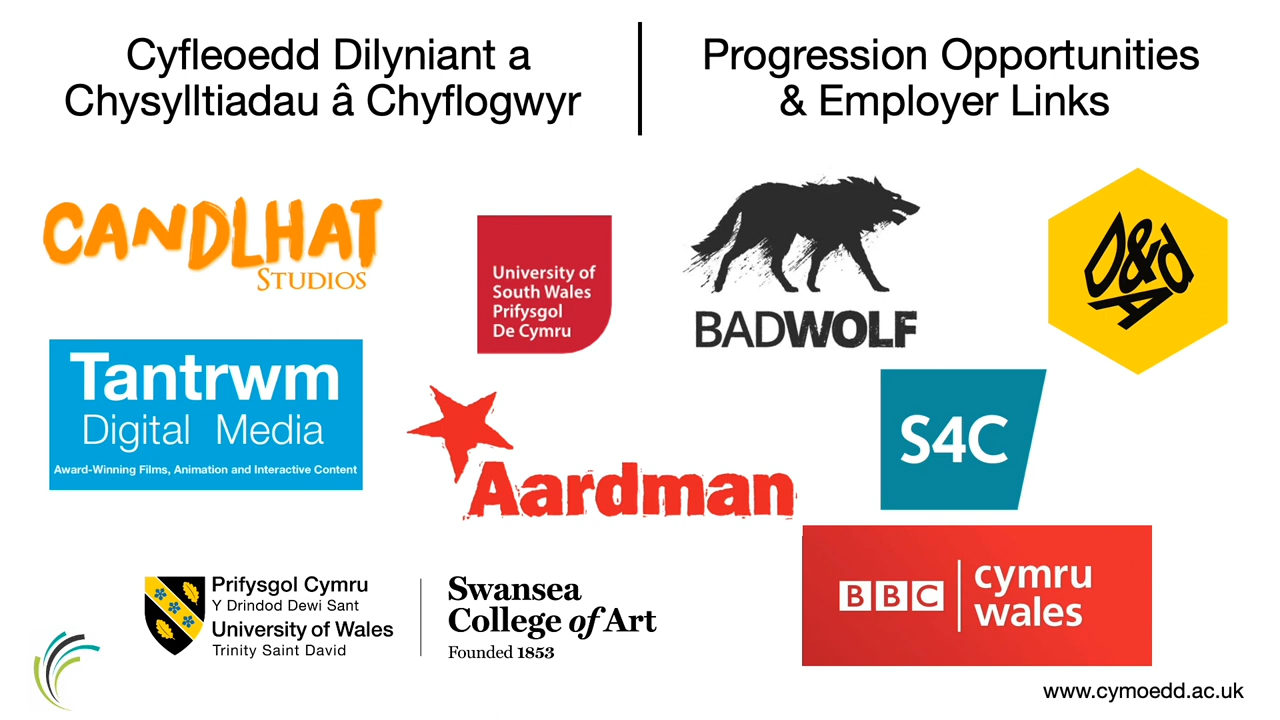 Cyfleoedd Dilyniant a
Chysylltiadau â Chyflogwyr
Progression Opportunities
& Employer Links
CANDLHAT
STUDIOS
University of
South Wales
Prifysgol
De Cymru
BADWOLF
D&AD
Tantrwm
Digital Media
Award-Winning Films, Animation and Interactive Content
Aardman
S4C
BBC
cymru
wales
Prifysgol Cymru
Y Drindod Dewi Sant
University of Wales
Trinity Saint David
Swansea
College of Art
Founded 1853
www.cymoedd.ac.uk